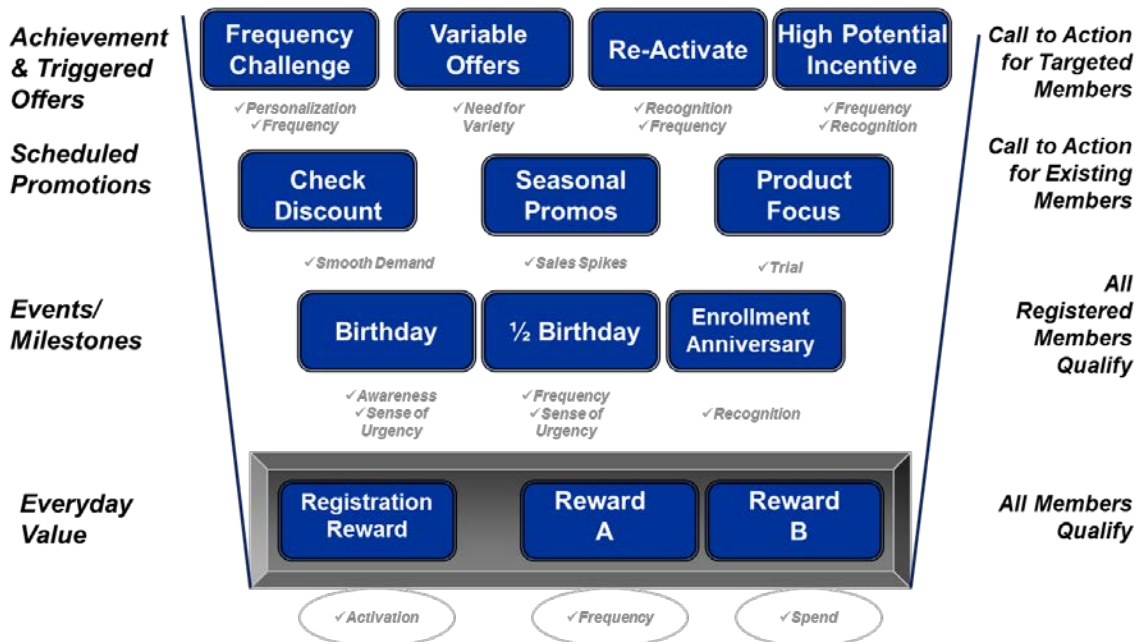 Achievement
& Triggered
Offers
Frequency
Challenge
Variable
Offers
Re-Activate
High Potential
Incentive
Call to Action
for Targeted
Members
✓Personalization
✓Frequency
✓Need for
Variety
✓Recognition
✓Frequency
✓Frequency
✓Recognition
Scheduled
Promotions
Check
Discount
Seasonal
Promos
Product
Focus
Call to Action
for Existing
Members
✓Smooth Demand
✓Sales Spikes
✓Trial
Events/
Milestones
Birthday
½ Birthday
Enrollment
Anniversary
All
Registered
Members
Qualify
✓Awareness
✓Sense of
Urgency
✓Frequency
✓Sense of
Urgency
✓Recognition
Everyday
Value
Registration
Reward
Reward
A
Reward
B
All Members
Qualify
✓Activation
✓Frequency
✓Spend